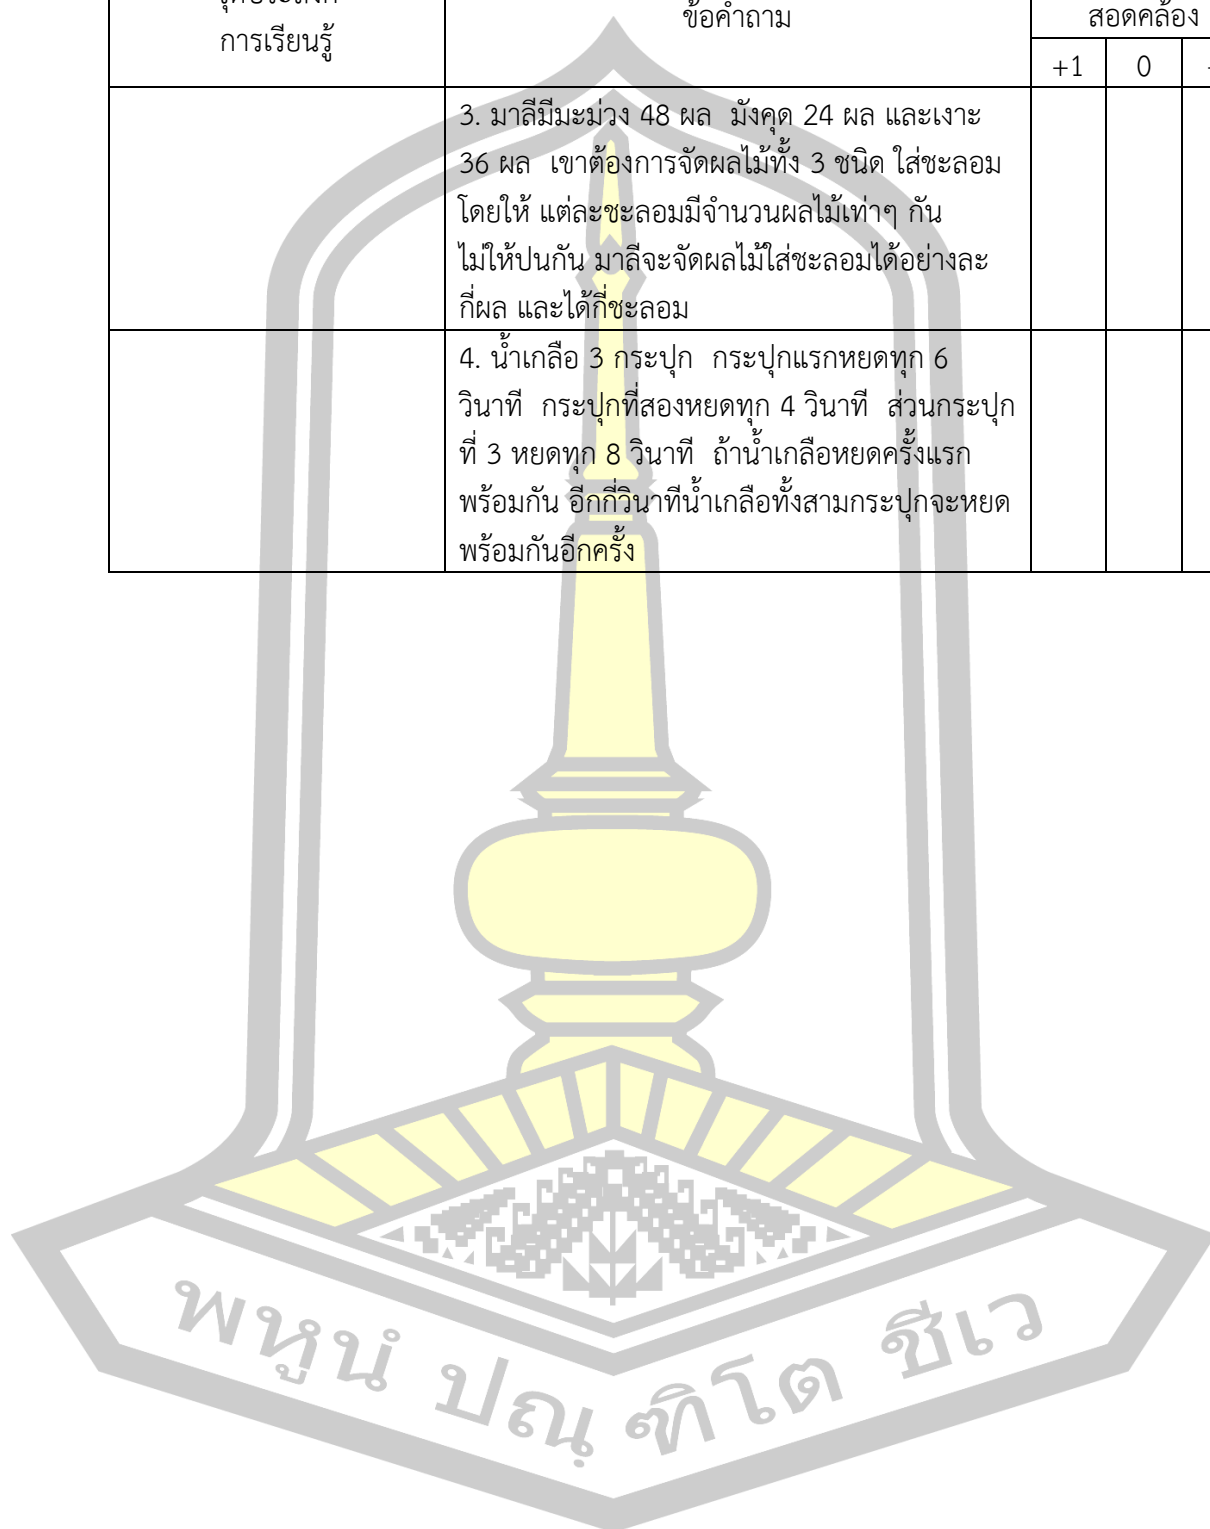 การเรียนรู้
ข้อคำถาม
สอดคล้อง
+1 0
3. มาลีมีมะม่วง 48 ผล มังคุด 24 ผล และเงาะ
36 ผล เขาต้องการจัดผลไม้ทั้ง 3 ชนิด ใส่ชะลอม
โดยให้ แต่ละชะลอมมีจำนวนผลไม้เท่าๆ กัน
ไม่ให้ปนกัน มาลีจะจัดผลไม้ใส่ชะลอมได้อย่างละ
กี่ผล และได้กี่ชะลอม
4. น้ำเกลือ 3 กระปุก กระปุกแรกหยดทุก 6
วินาที กระปุกที่สองหยดทุก 4 วินาที ส่วนกระปุก
ที่ 3 หยดทุก 8 วินาที ถ้าน้ำเกลือหยดครั้งแรก
พร้อมกัน อีกกี่วินาทีน้ำเกลือทั้งสามกระปุกจะหยด
พร้อมกันอีกครั้ง
พหูนํ ปณฺฑิโต ชีเว